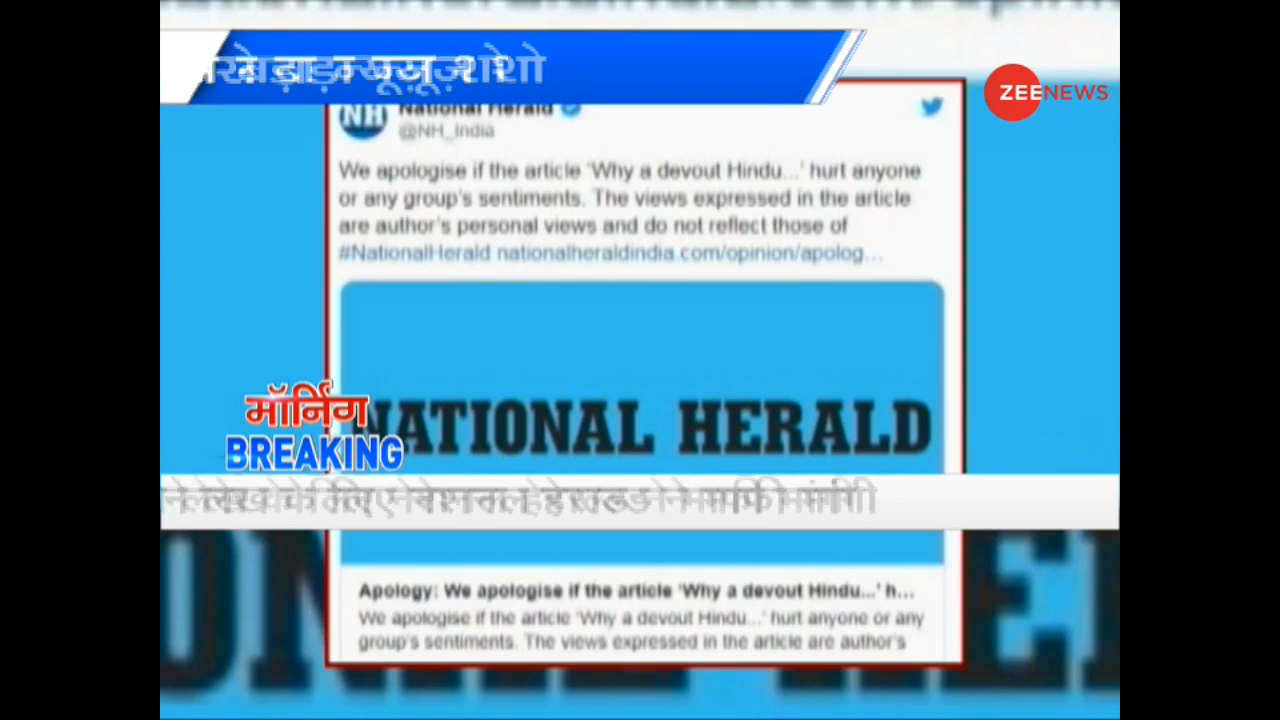 ZEE NEWS
National Herald
NH
@NH_India
We apologise if the article 'Why a devout Hindu...' hurt anyone
or any group's sentiments. The views expressed in the article
are author's personal views and do not reflect those of
#NationalHerald nationalheraldindia.com/opinion/apolog...
NATIONAL HERALD
मॉर्निंग
BREAKING
Apology: We apologise if the article 'Why a devout Hindu...' h...
We apologise if the article 'Why a devout Hindu...' hurt anyone or any
group's sentiments. The views expressed in the article are author's